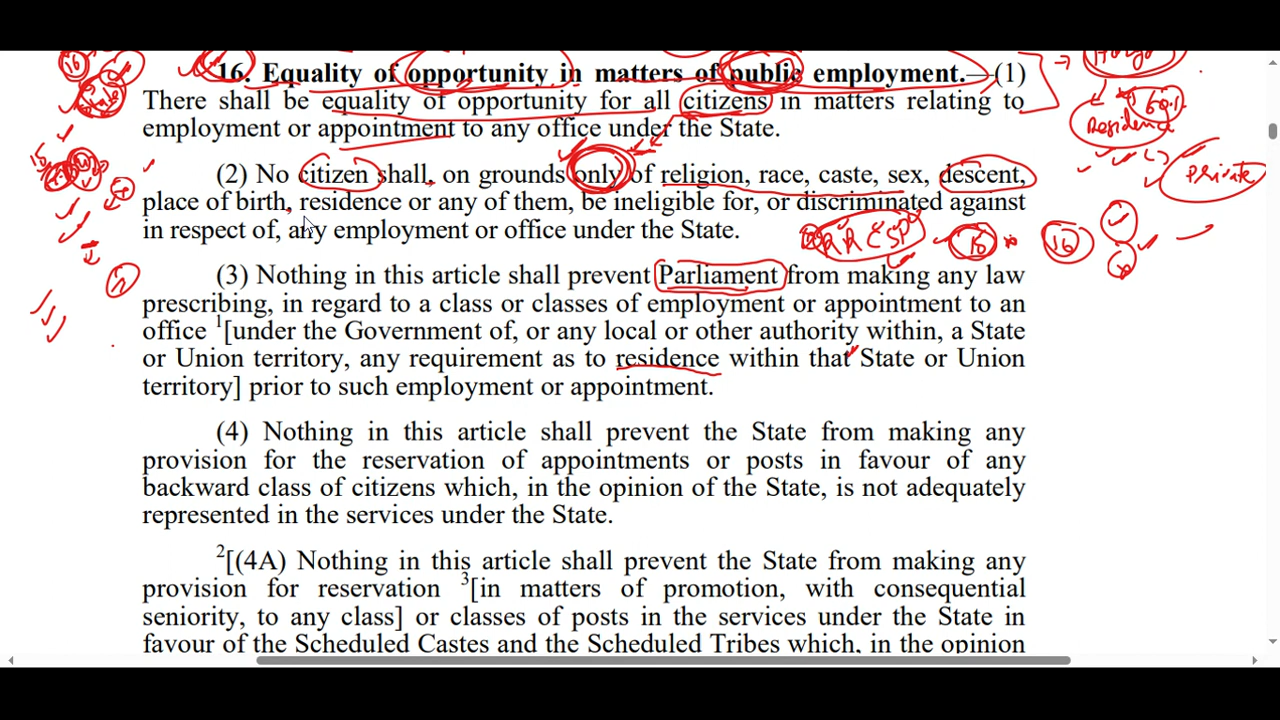 16. Equality of opportunity in matters of public employment.—(1)
There shall be equality of opportunity for all citizens in matters relating to
employment or appointment to any office under the State.
Residence
(2) No citizen shall, on grounds only of religion, race, caste, sex, descent,
Private
place of birth, residence or any of them, be ineligible for, or discriminated against
in respect of, any employment or office under the State.
15
16
(3) Nothing in this article shall prevent Parliament from making any law
prescribing, in regard to a class or classes of employment or appointment to an
office 1[under the Government of, or any local or other authority within, a State
or Union territory, any requirement as to residence within that State or Union
territory] prior to such employment or appointment.
(4) Nothing in this article shall prevent the State from making any
provision for the reservation of appointments or posts in favour of any
backward class of citizens which, in the opinion of the State, is not adequately
represented in the services under the State.
2[(4A) Nothing in this article shall prevent the State from making any
provision for reservation 3[in matters of promotion, with consequential
seniority, to any class] or classes of posts in the services under the State in
favour of the Scheduled Castes and the Scheduled Tribes which, in the opinion